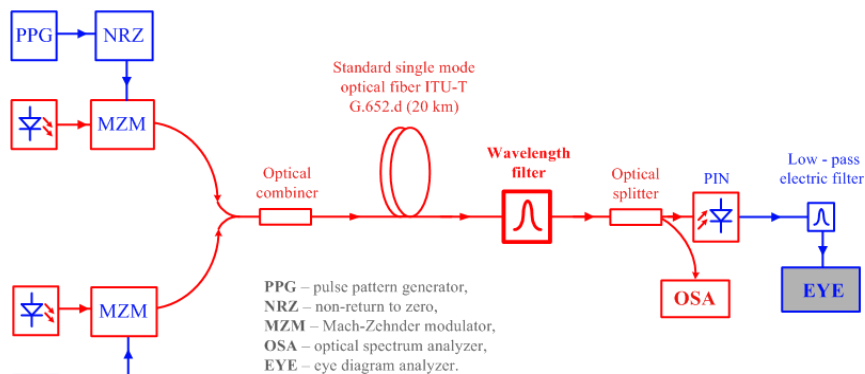 PPG
NRZ
MZM
Standard single mode
optical fiber ITU-T
G.652.d (20 km)
Optical
combiner
Wavelength
filter
Optical
splitter
PIN
Low - pass
electric filter
MZM
OSA
EYE
PPG – pulse pattern generator,
NRZ – non-return to zero,
MZM – Mach-Zehnder modulator,
OSA – optical spectrum analyzer,
EYE – eye diagram analyzer.